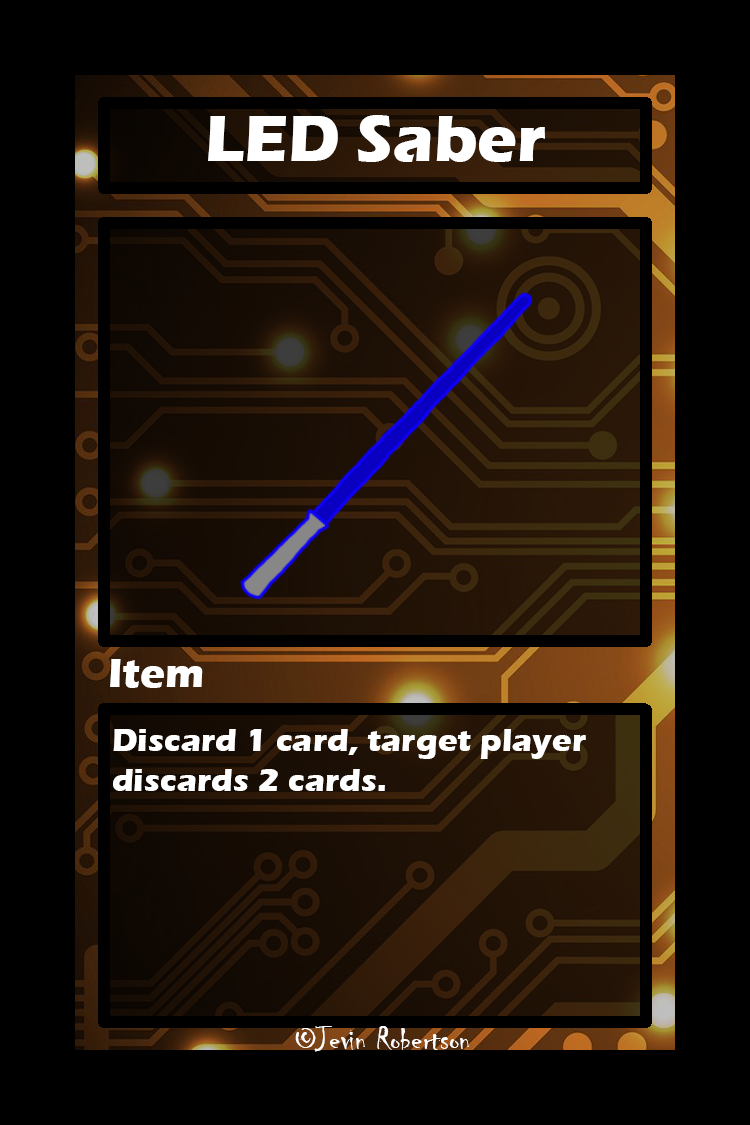 LED Saber
Item
Discard 1 card, target player
discards 2 cards.
©Jevin Robertson